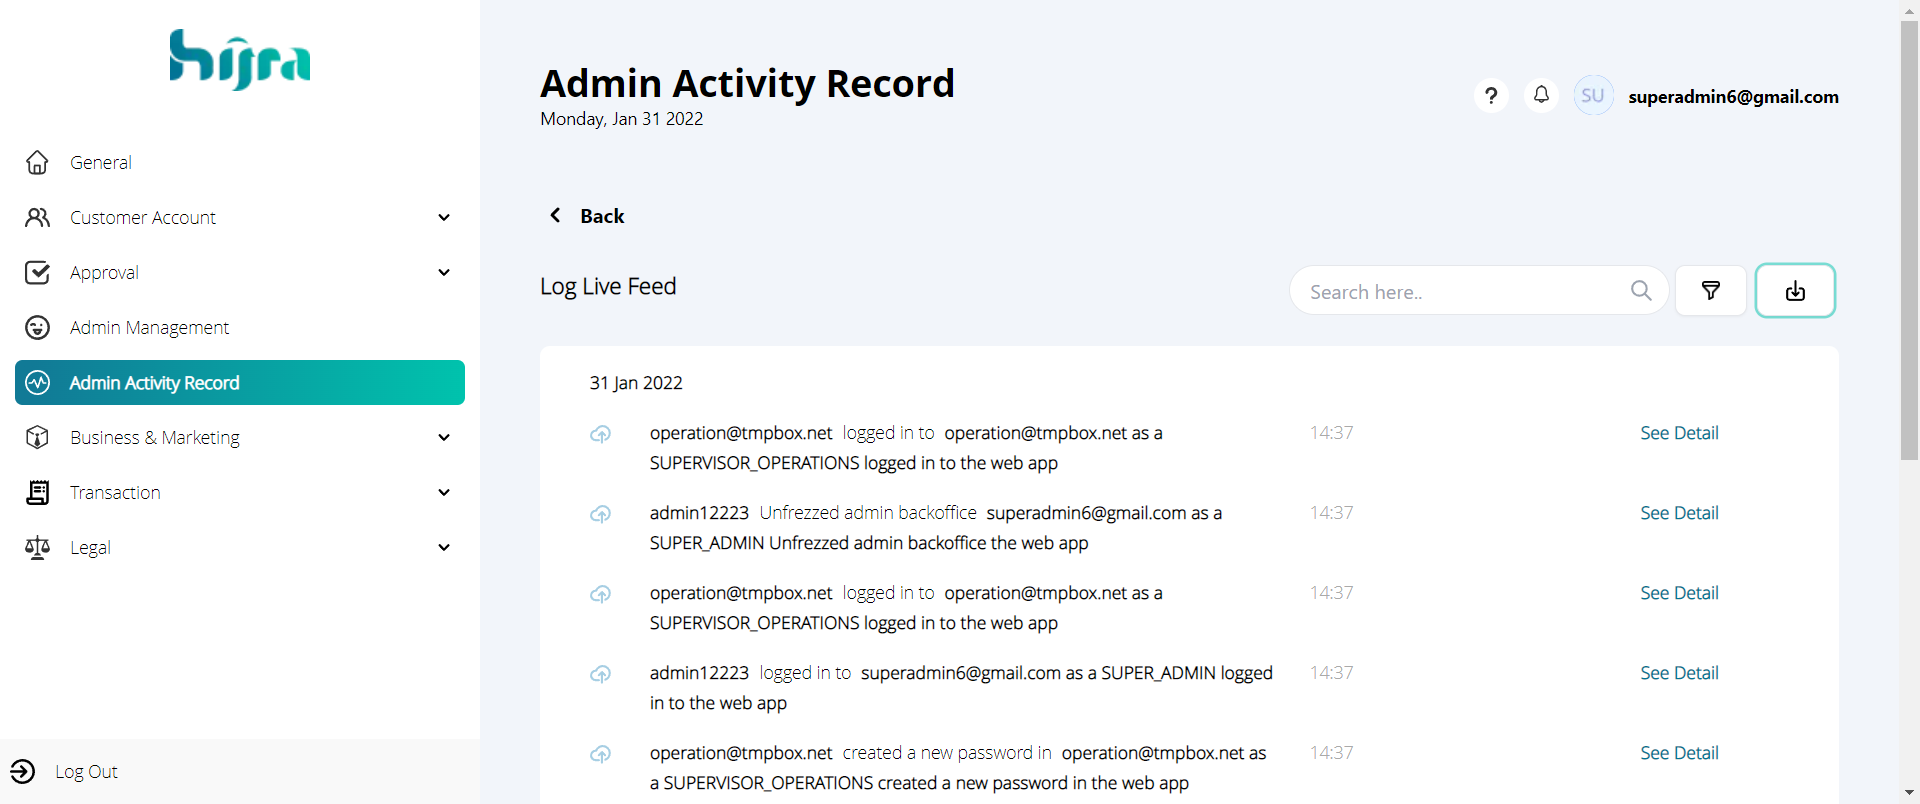 hijra
General
Customer Account
Approval
Admin Management
Admin Activity Record
Business & Marketing
Transaction
Legal
Log Out
Admin Activity Record
Monday, Jan 31 2022
?
SU
superadmin6@gmail.com
Back
Log Live Feed
Search here..
31 Jan 2022
operation@tmpbox.net logged in to operation@tmpbox.net as a 14:37 See Detail
SUPERVISOR_OPERATIONS logged in to the web app
admin12223 Unfrezzed admin backoffice superadmin6@gmail.com as a 14:37 See Detail
SUPER_ADMIN Unfrezzed admin backoffice the web app
operation@tmpbox.net logged in to operation@tmpbox.net as a 14:37 See Detail
SUPERVISOR_OPERATIONS logged in to the web app
admin12223 logged in to superadmin6@gmail.com as a SUPER_ADMIN logged 14:37 See Detail
in to the web app
operation@tmpbox.net created a new password in operation@tmpbox.net as 14:37 See Detail
a SUPERVISOR_OPERATIONS created a new password in the web app